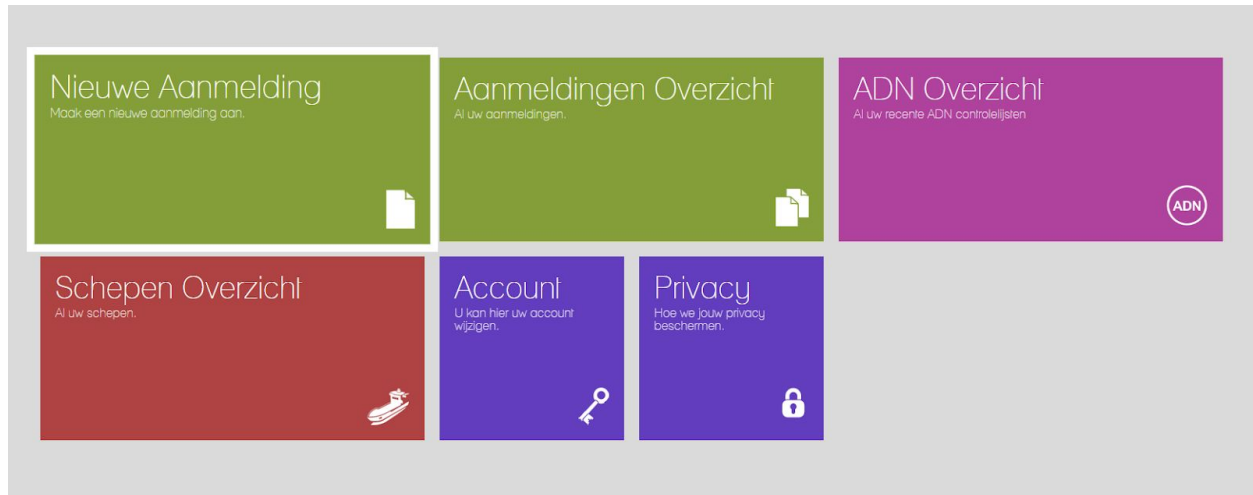 Nieuwe Aanmelding
Maak een nieuwe aanmelding aan.
Aanmeldingen Overzicht
Al uw aanmeldingen.
ADN Overzicht
Al uw recente ADN controlelijsten
ADN
Schepen Overzicht
Al uw schepen.
Account
U kan hier uw account
wijzigen.
Privacy
Hoe we jouw privacy
beschermen.